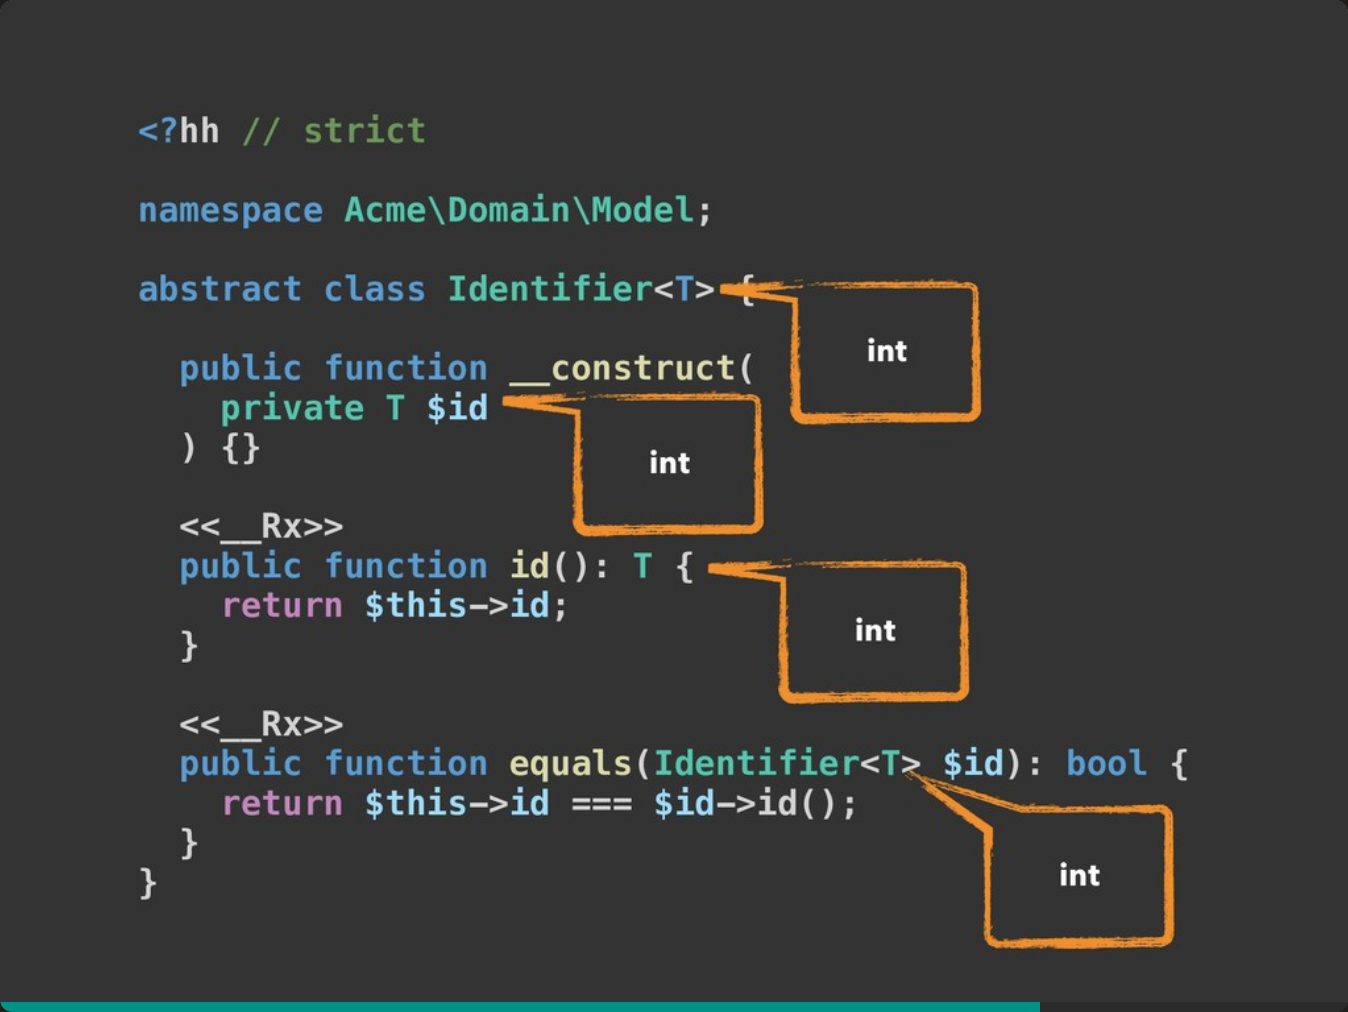 <?hh // strict
namespace Acme\Domain\Model;
abstract class Identifier<T> {
int
public function __construct(
private T $id
int
) {}
<<__Rx>>
public function id(): T {
int
return $this->id;
}
<<__Rx>>
public function equals(Identifier<T> $id): bool {
return $this->id === $id->id();
}
int
}